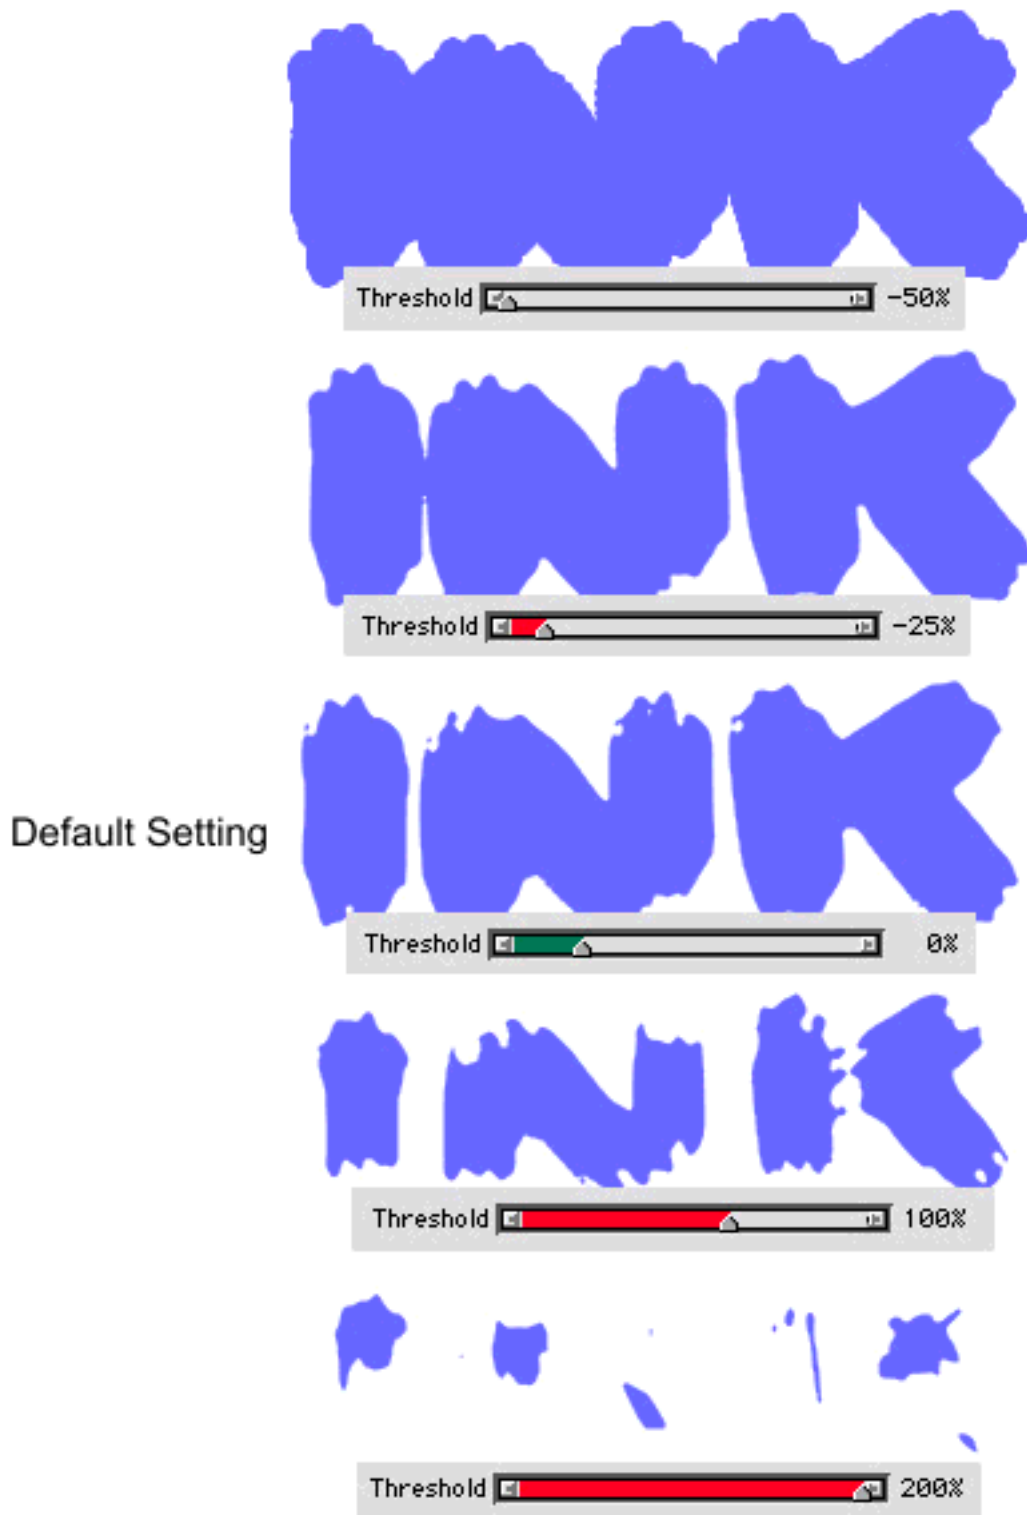 INK
Threshold -50%
INK
Threshold -25%
INK
Default Setting
Threshold 0%
INK
Threshold 100%
Threshold 200%